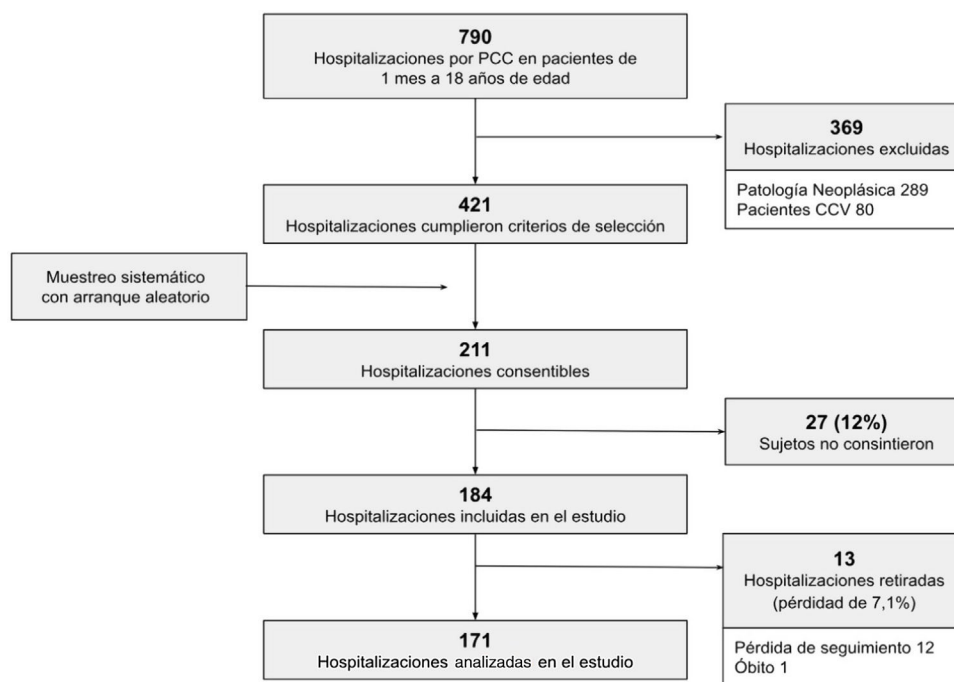 790
Hospitalizaciones por PCC en pacientes de
1 mes a 18 años de edad
369
Hospitalizaciones excluidas
Patología Neoplásica 289
Pacientes CCV 80
421
Hospitalizaciones cumplieron criterios de selección
Muestreo sistemático
con arranque aleatorio
211
Hospitalizaciones consentibles
27 (12%)
Sujetos no consintieron
184
Hospitalizaciones incluidas en el estudio
13
Hospitalizaciones retiradas
(pérdidad de 7,1%)
Pérdida de seguimiento 12
Óbito 1
171
Hospitalizaciones analizadas en el estudio